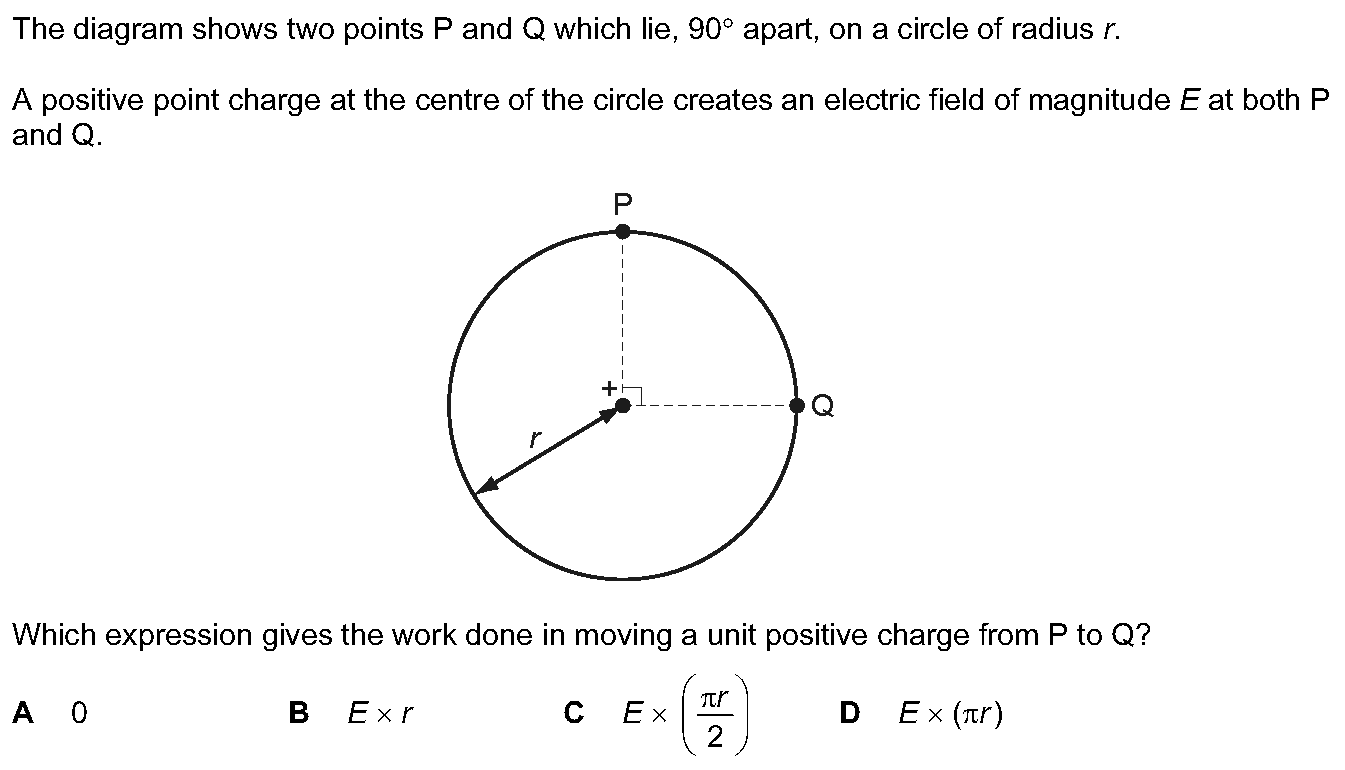 The diagram shows two points P and Q which lie, 90° apart, on a circle of radius r.
A positive point charge at the centre of the circle creates an electric field of magnitude E at both P
and Q.
P
+
Q
r
Which expression gives the work done in moving a unit positive charge from P to Q?
A 0 B E × r C E × (πr/2) D E × (πr)